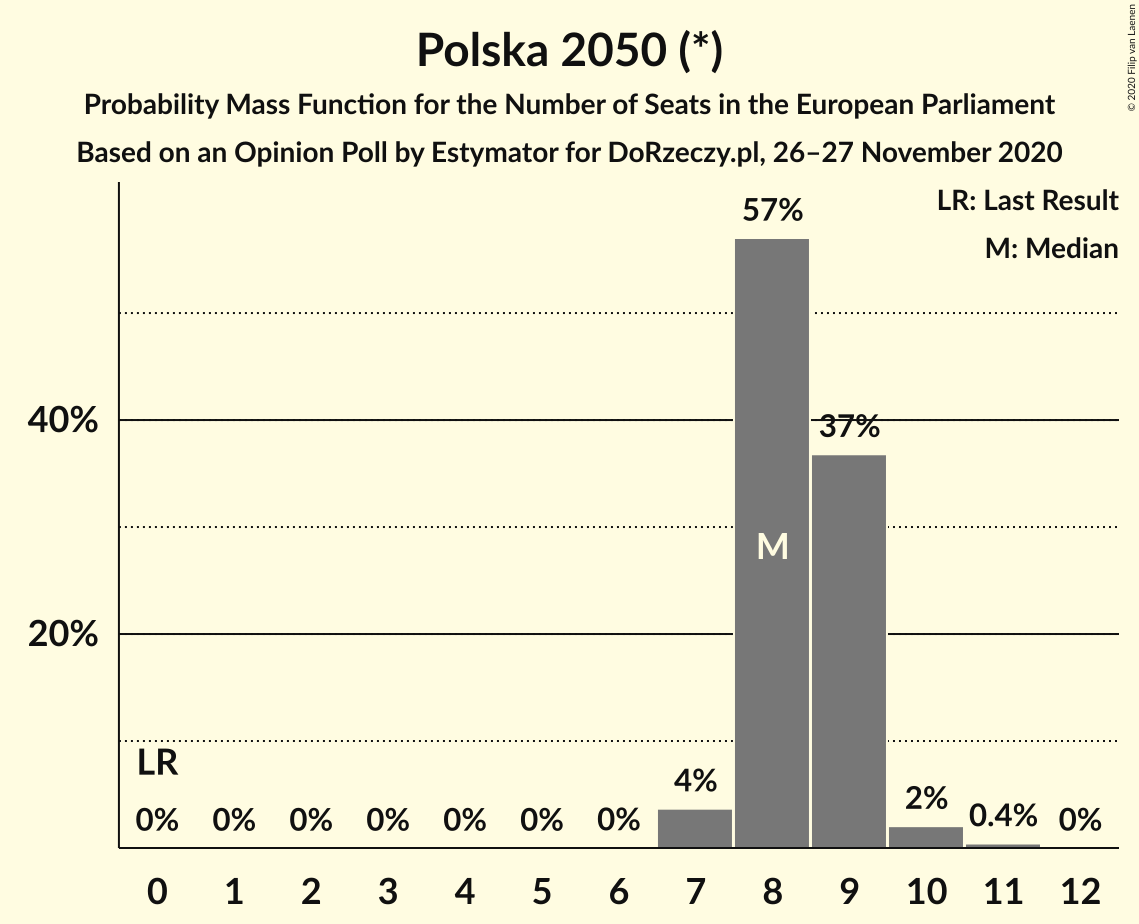 Polska 2050 (*)
Probability Mass Function for the Number of Seats in the European Parliament
Based on an Opinion Poll by Estymator for DoRzeczy.pl, 26–27 November 2020
© 2020 Filip van Laenen
LR: Last Result
M: Median
57%
40%
37%
M
20%
LR
0% 0% 0% 0% 0% 0% 0% 4% 2% 0.4% 0%
0 1 2 3 4 5 6 7 8 9 10 11 12